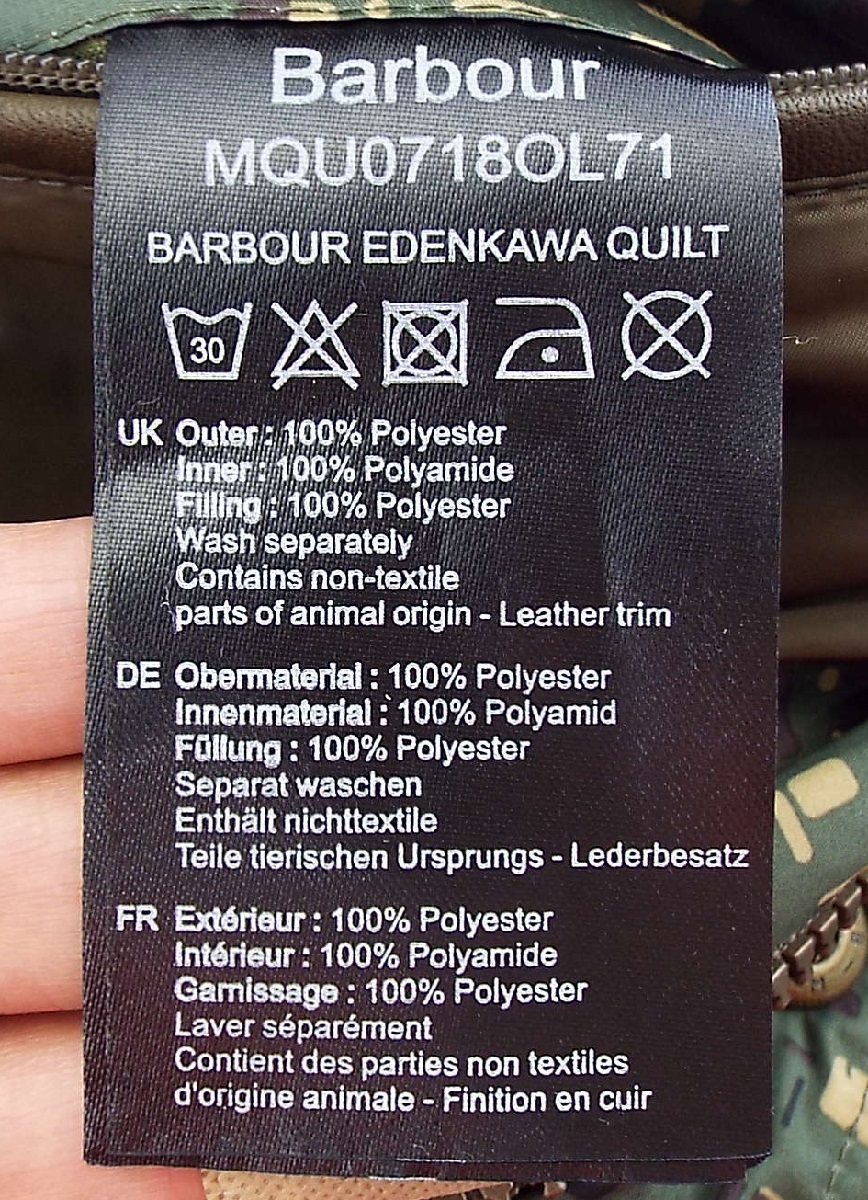 Barbour
MQU0718OL71
BARBOUR EDENKAWA QUILT
30
UK Outer : 100% Polyester
Inner : 100% Polyamide
Filling : 100% Polyester
Wash separately
Contains non-textile
parts of animal origin - Leather trim
DE Obermaterial : 100% Polyester
Innenmaterial : 100% Polyamid
Füllung : 100% Polyester
Separat waschen
Enthält nichttextile
Teile tierischen Ursprungs - Lederbesatz
FR Extérieur : 100% Polyester
Intérieur : 100% Polyamide
Garnissage : 100% Polyester
Laver séparément
Contient des parties non textiles
d'origine animale - Finition en cuir